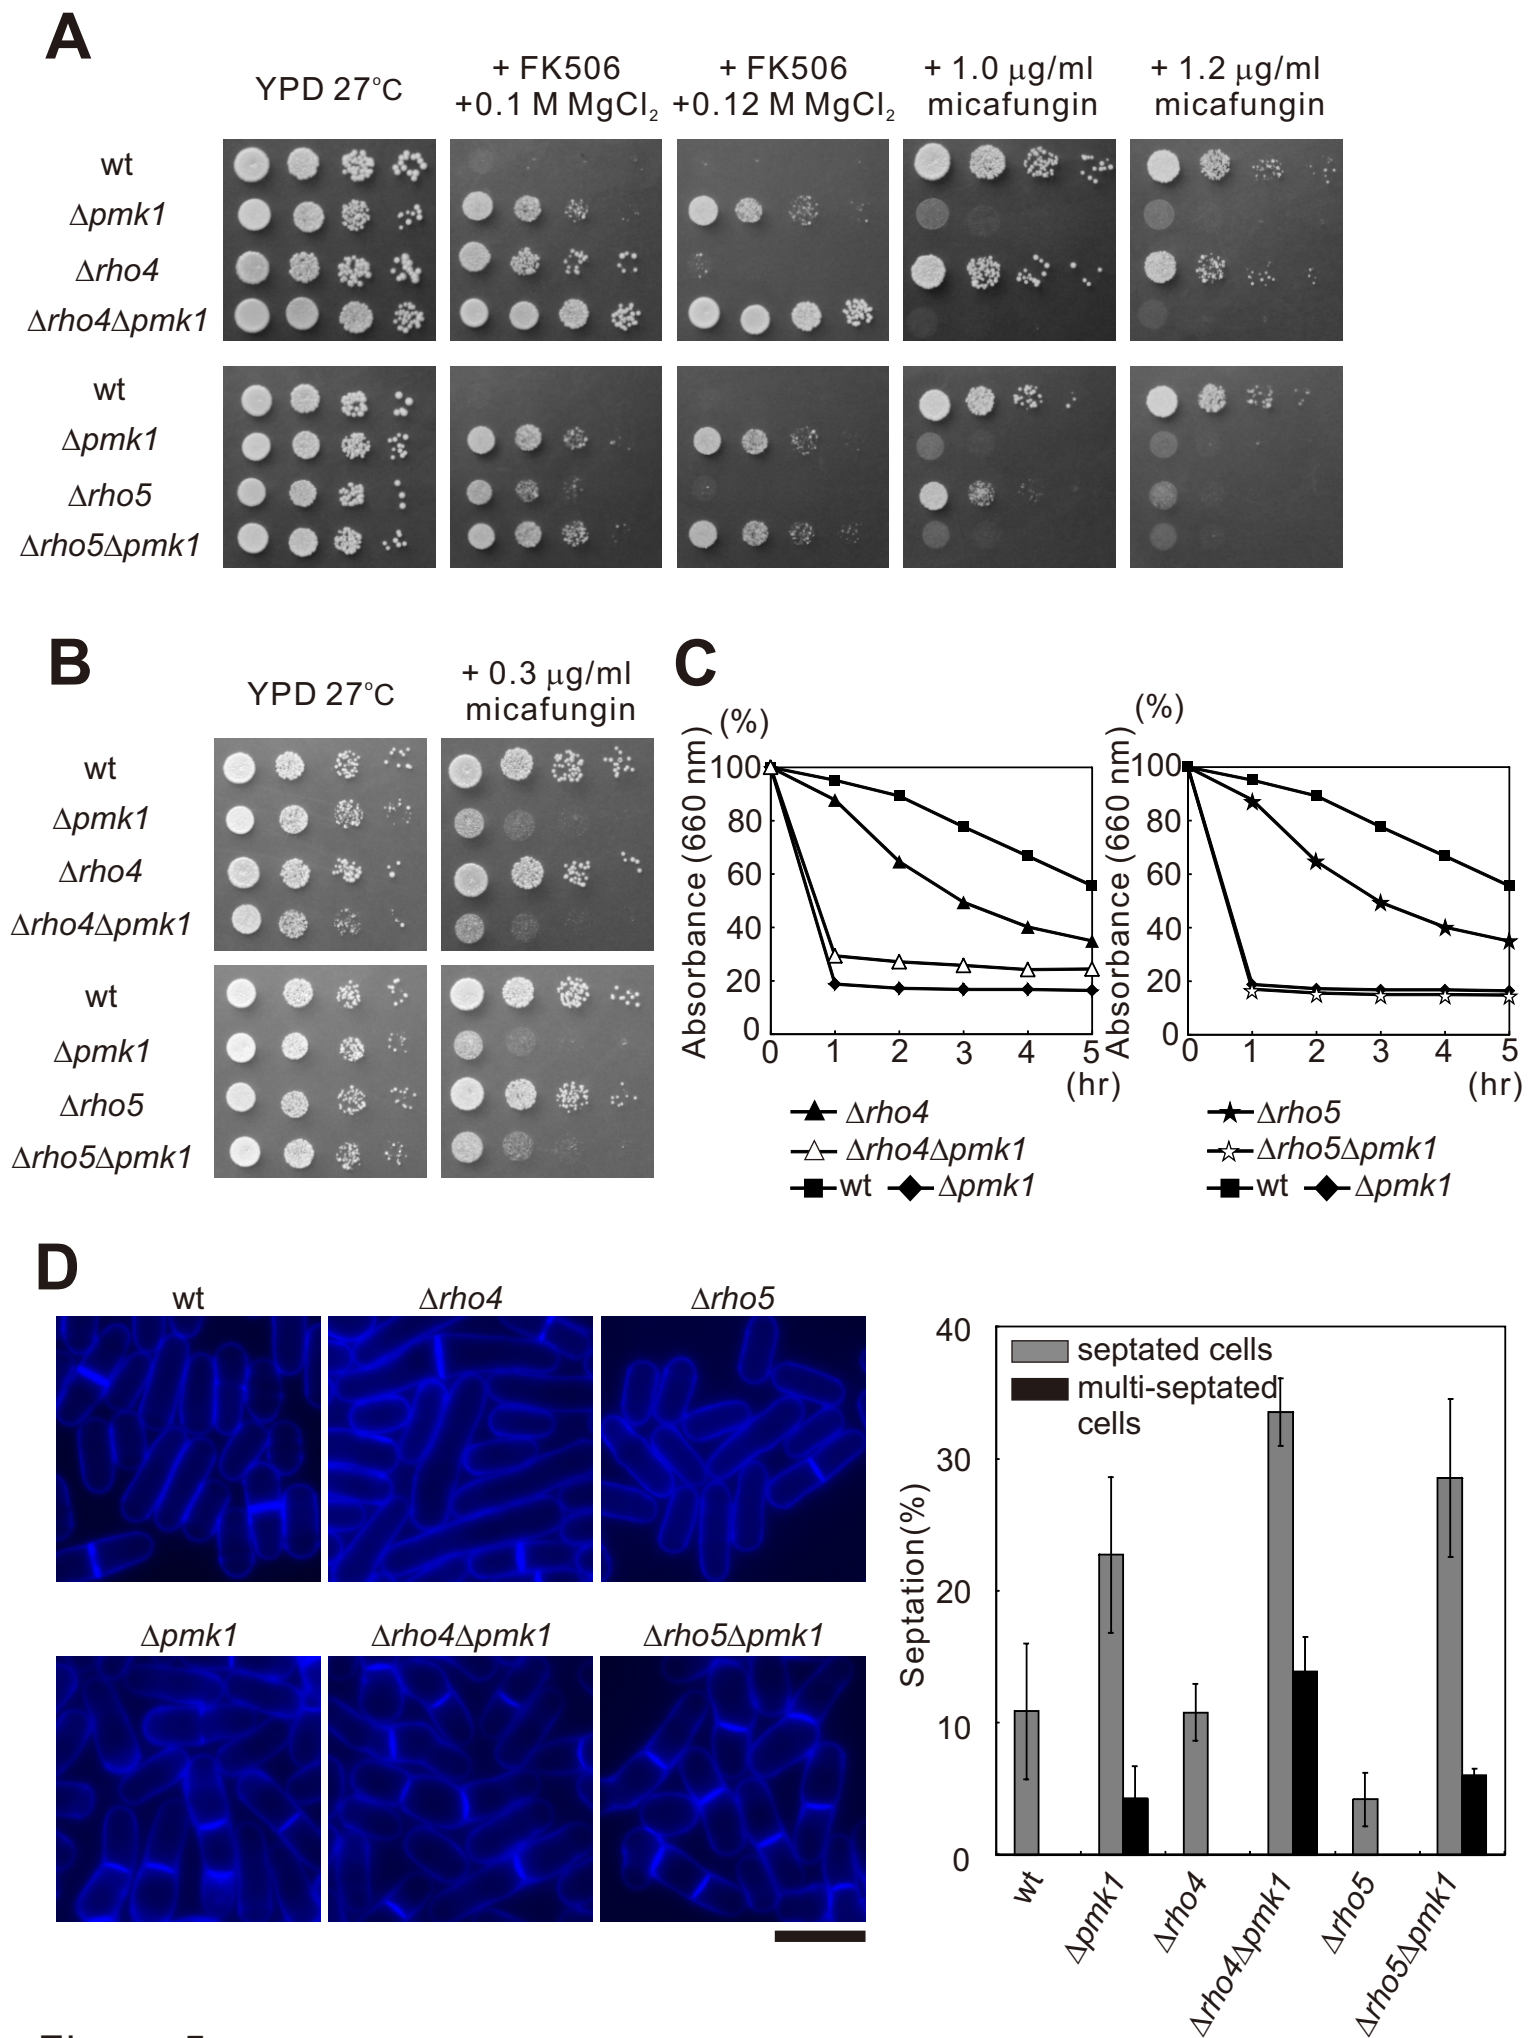 A
YPD 27°C
+ FK506
+0.1 M MgCl₂
+ FK506
+0.12 M MgCl₂
+ 1.0 μg/ml
micafungin
+ 1.2 μg/ml
micafungin
wt
Δpmk1
Δrho4
Δrho4Δpmk1
wt
Δpmk1
Δrho5
Δrho5Δpmk1
B
YPD 27°C
+ 0.3 μg/ml
micafungin
wt
Δpmk1
Δrho4
Δrho4Δpmk1
wt
Δpmk1
Δrho5
Δrho5Δpmk1
C
(%)
Absorbance (660 nm)
100
80
60
40
20
0
0 1 2 3 4 5
(hr)
Δrho4
Δrho4Δpmk1
wt Δpmk1
(%)
Absorbance (660 nm)
100
80
60
40
20
0
0 1 2 3 4 5
(hr)
Δrho5
Δrho5Δpmk1
wt Δpmk1
D
wt
Δrho4
Δrho5
Δpmk1
Δrho4Δpmk1
Δrho5Δpmk1
Septation(%)
40
30
20
10
0
septated cells
multi-septated
cells
wt
Δpmk1
Δrho4
Δrho4Δpmk1
Δrho5
Δrho5Δpmk1